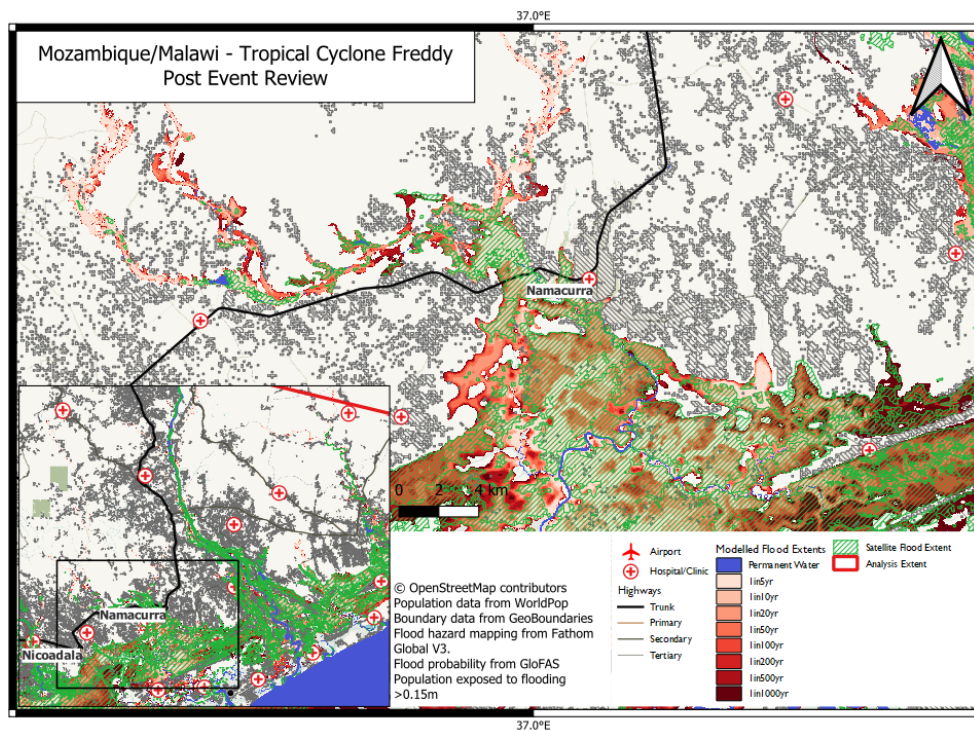 37.0°E
Mozambique/Malawi - Tropical Cyclone Freddy
Post Event Review
Namacurra
0 2 4 km
Namacurra
Nicoadala
© OpenStreetMap contributors
Population data from WorldPop
Boundary data from GeoBoundaries
Flood hazard mapping from Fathom
Global V3.
Flood probability from GloFAS
Population exposed to flooding
>0.15m
Airport
Hospital/Clinic
Highways
Trunk
Primary
Secondary
Tertiary
Modelled Flood Extents
Permanent Water
1in5yr
1in10yr
1in20yr
1in50yr
1in100yr
1in200yr
1in500yr
1in1000yr
Satellite Flood Extent
Analysis Extent
37.0°E